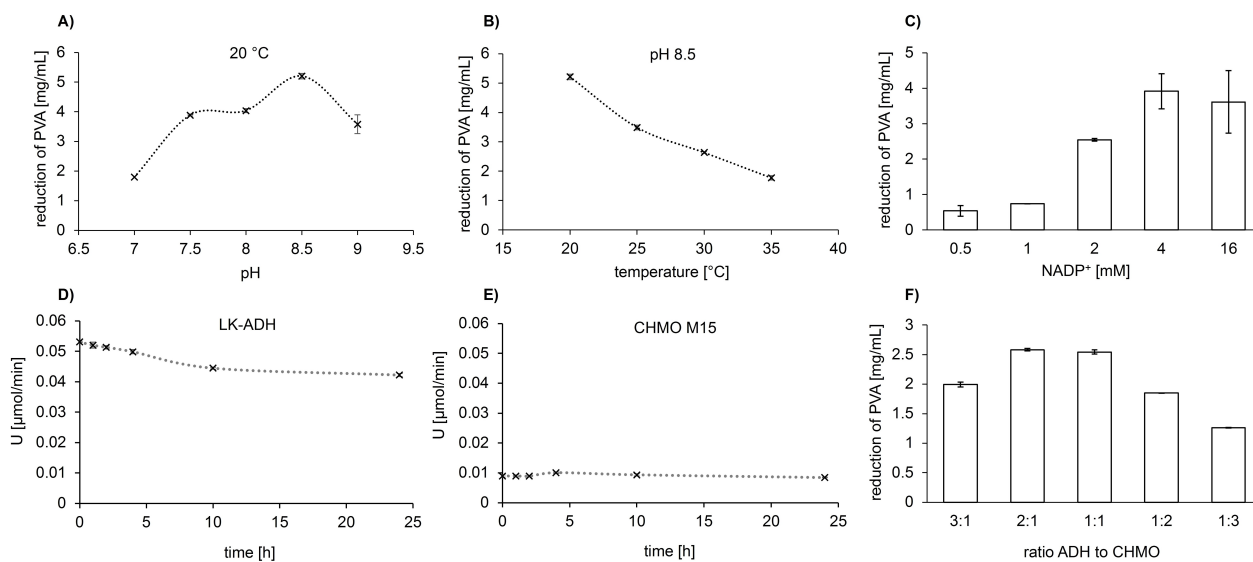 A)
20 °C
reduction of PVA [mg/mL]
6
5
4
3
2
1
0
6.5 7 7.5 8 8.5 9 9.5
pH
B)
pH 8.5
reduction of PVA [mg/mL]
6
5
4
3
2
1
0
15 20 25 30 35 40
temperature [°C]
C)
reduction of PVA [mg/mL]
5
4
3
2
1
0
0.5 1 2 4 16
NADP⁺ [mM]
D)
LK-ADH
U [µmol/min]
0.06
0.05
0.04
0.03
0.02
0.01
0
0 5 10 15 20 25
time [h]
E)
CHMO M15
U [µmol/min]
0.06
0.05
0.04
0.03
0.02
0.01
0
0 5 10 15 20 25
time [h]
F)
reduction of PVA [mg/mL]
3
2.5
2
1.5
1
0.5
0
3:1 2:1 1:1 1:2 1:3
ratio ADH to CHMO